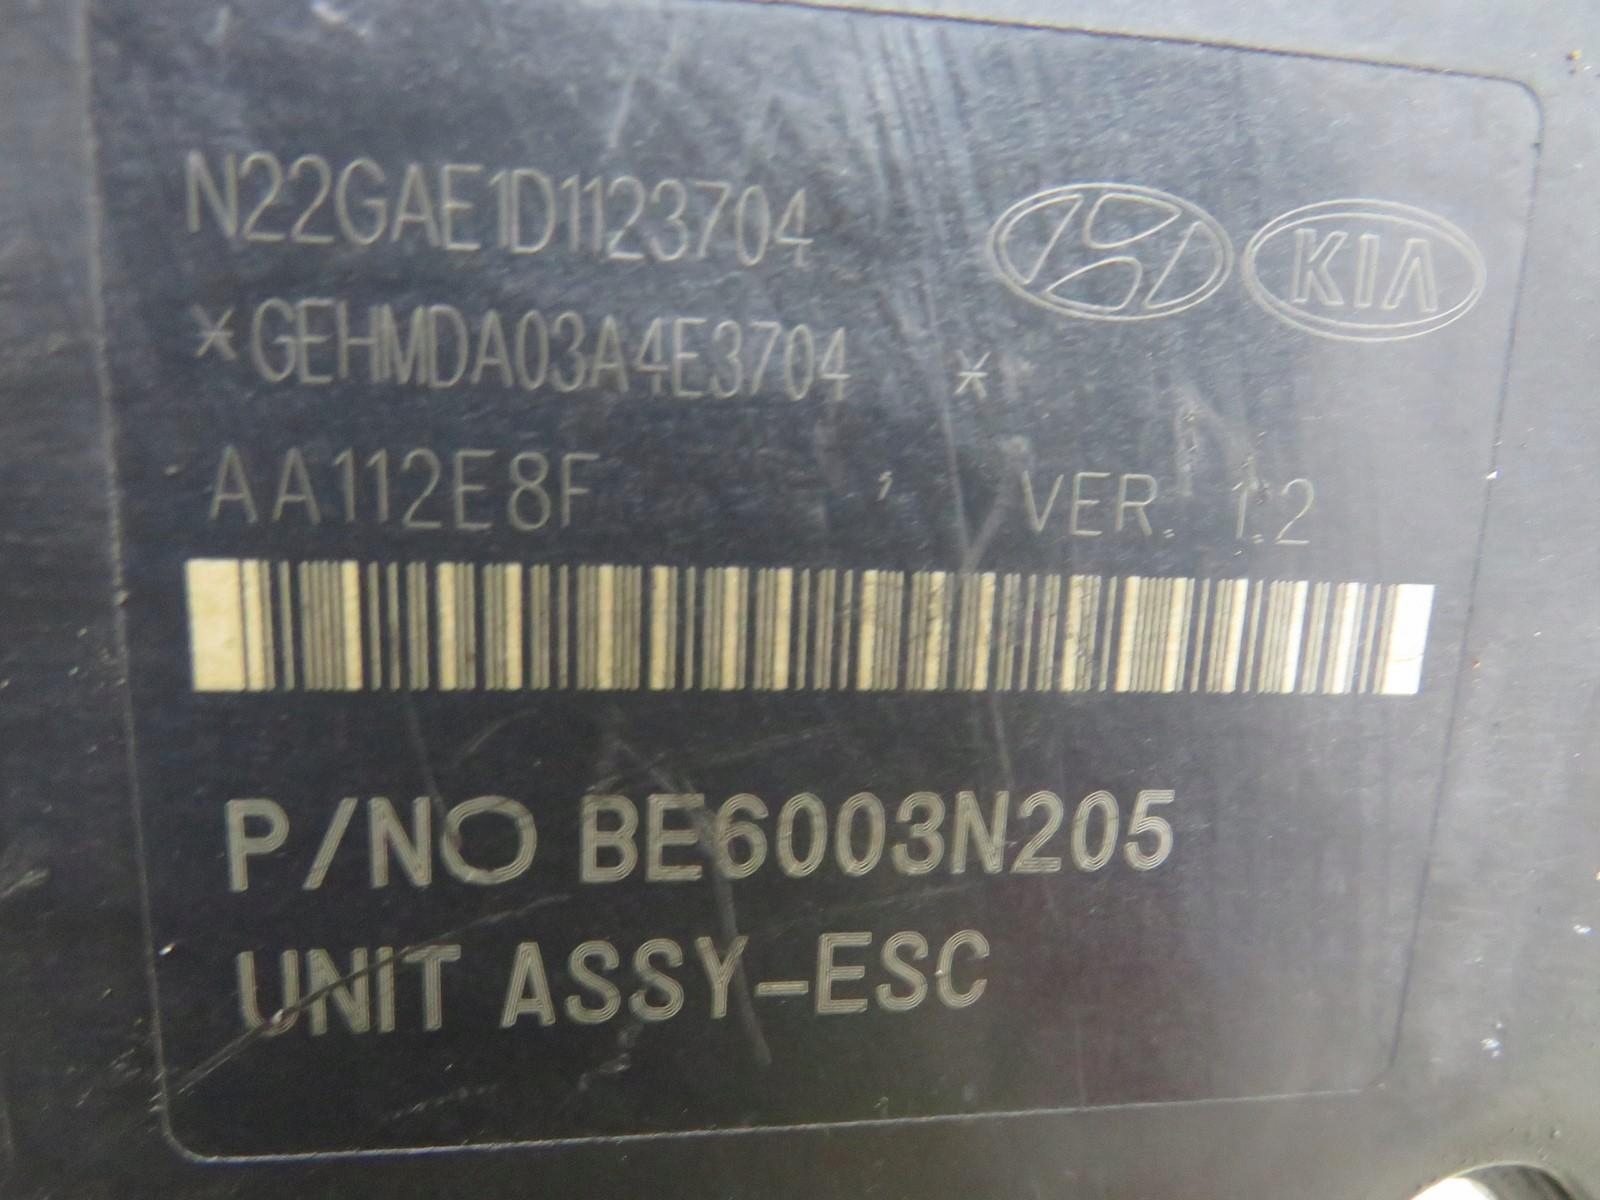 N22GAE1D1123704
KIA
*GEHMDA03A4E3704 *
AA112E8F VER. 1.2
P/NO BE6003N205
UNIT ASSY-ESC